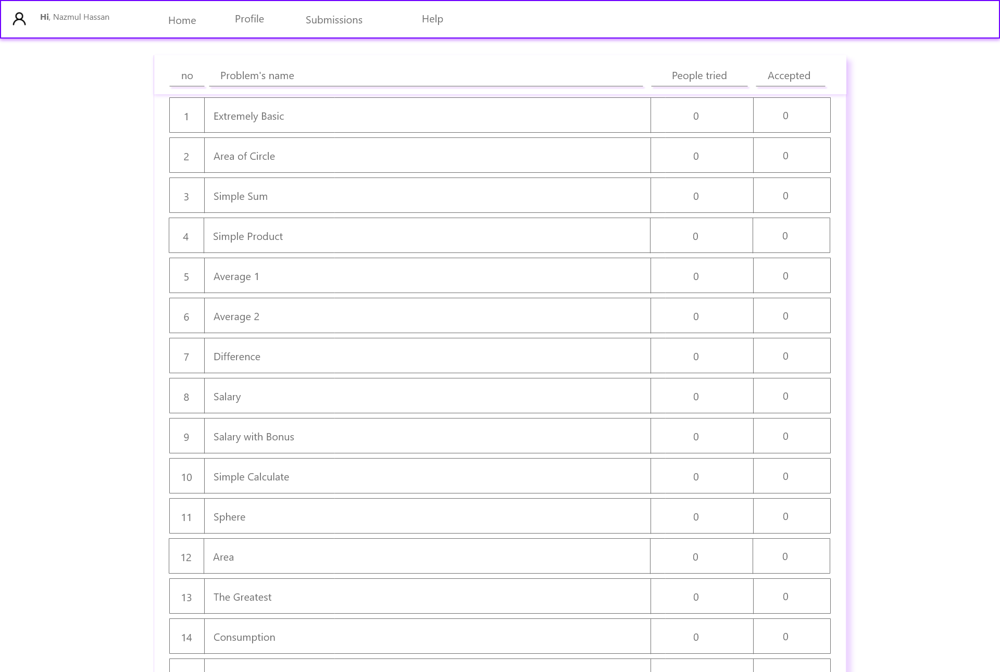 Hi, Nazmul Hassan Home Profile Submissions Help
no Problem's name People tried Accepted
1 Extremely Basic 0 0
2 Area of Circle 0 0
3 Simple Sum 0 0
4 Simple Product 0 0
5 Average 1 0 0
6 Average 2 0 0
7 Difference 0 0
8 Salary 0 0
9 Salary with Bonus 0 0
10 Simple Calculate 0 0
11 Sphere 0 0
12 Area 0 0
13 The Greatest 0 0
14 Consumption 0 0